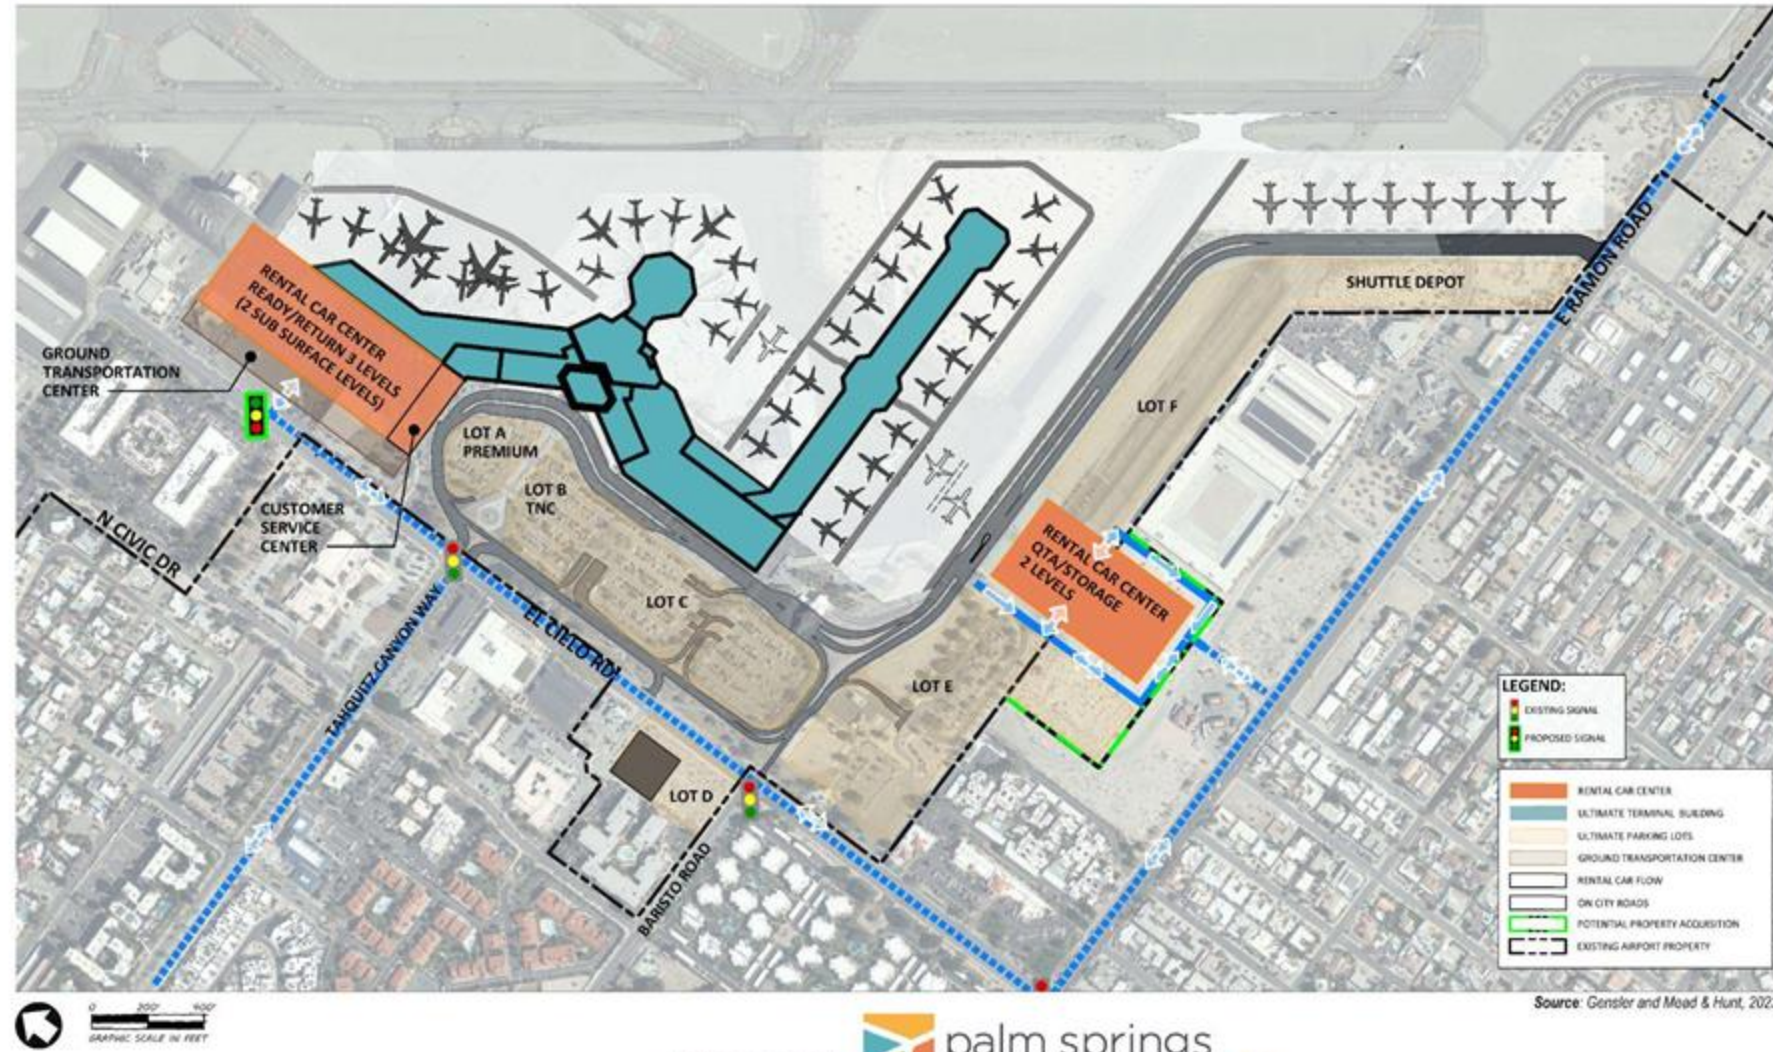 RENTAL CAR CENTER
READY/RETURN 3 LEVELS
(2 SUB SURFACE LEVELS)
GROUND
TRANSPORTATION
CENTER
CUSTOMER
SERVICE
CENTER
N CIVIC DR
TAHQUITZ CANYON WAY
EL CIELO RD
BARISTO ROAD
E RAMON ROAD
LOT A
PREMIUM
LOT B
TNC
LOT C
LOT D
LOT E
LOT F
SHUTTLE DEPOT
RENTAL CAR CENTER
QTA/STORAGE
2 LEVELS
LEGEND:
EXISTING SIGNAL
PROPOSED SIGNAL
RENTAL CAR CENTER
ULTIMATE TERMINAL BUILDING
ULTIMATE PARKING LOTS
GROUND TRANSPORTATION CENTER
RENTAL CAR FLOW
ON CITY ROADS
POTENTIAL PROPERTY ACQUISITION
EXISTING AIRPORT PROPERTY
0 200' 400'
GRAPHIC SCALE IN FEET
Source: Gensler and Mead & Hunt,
palm springs